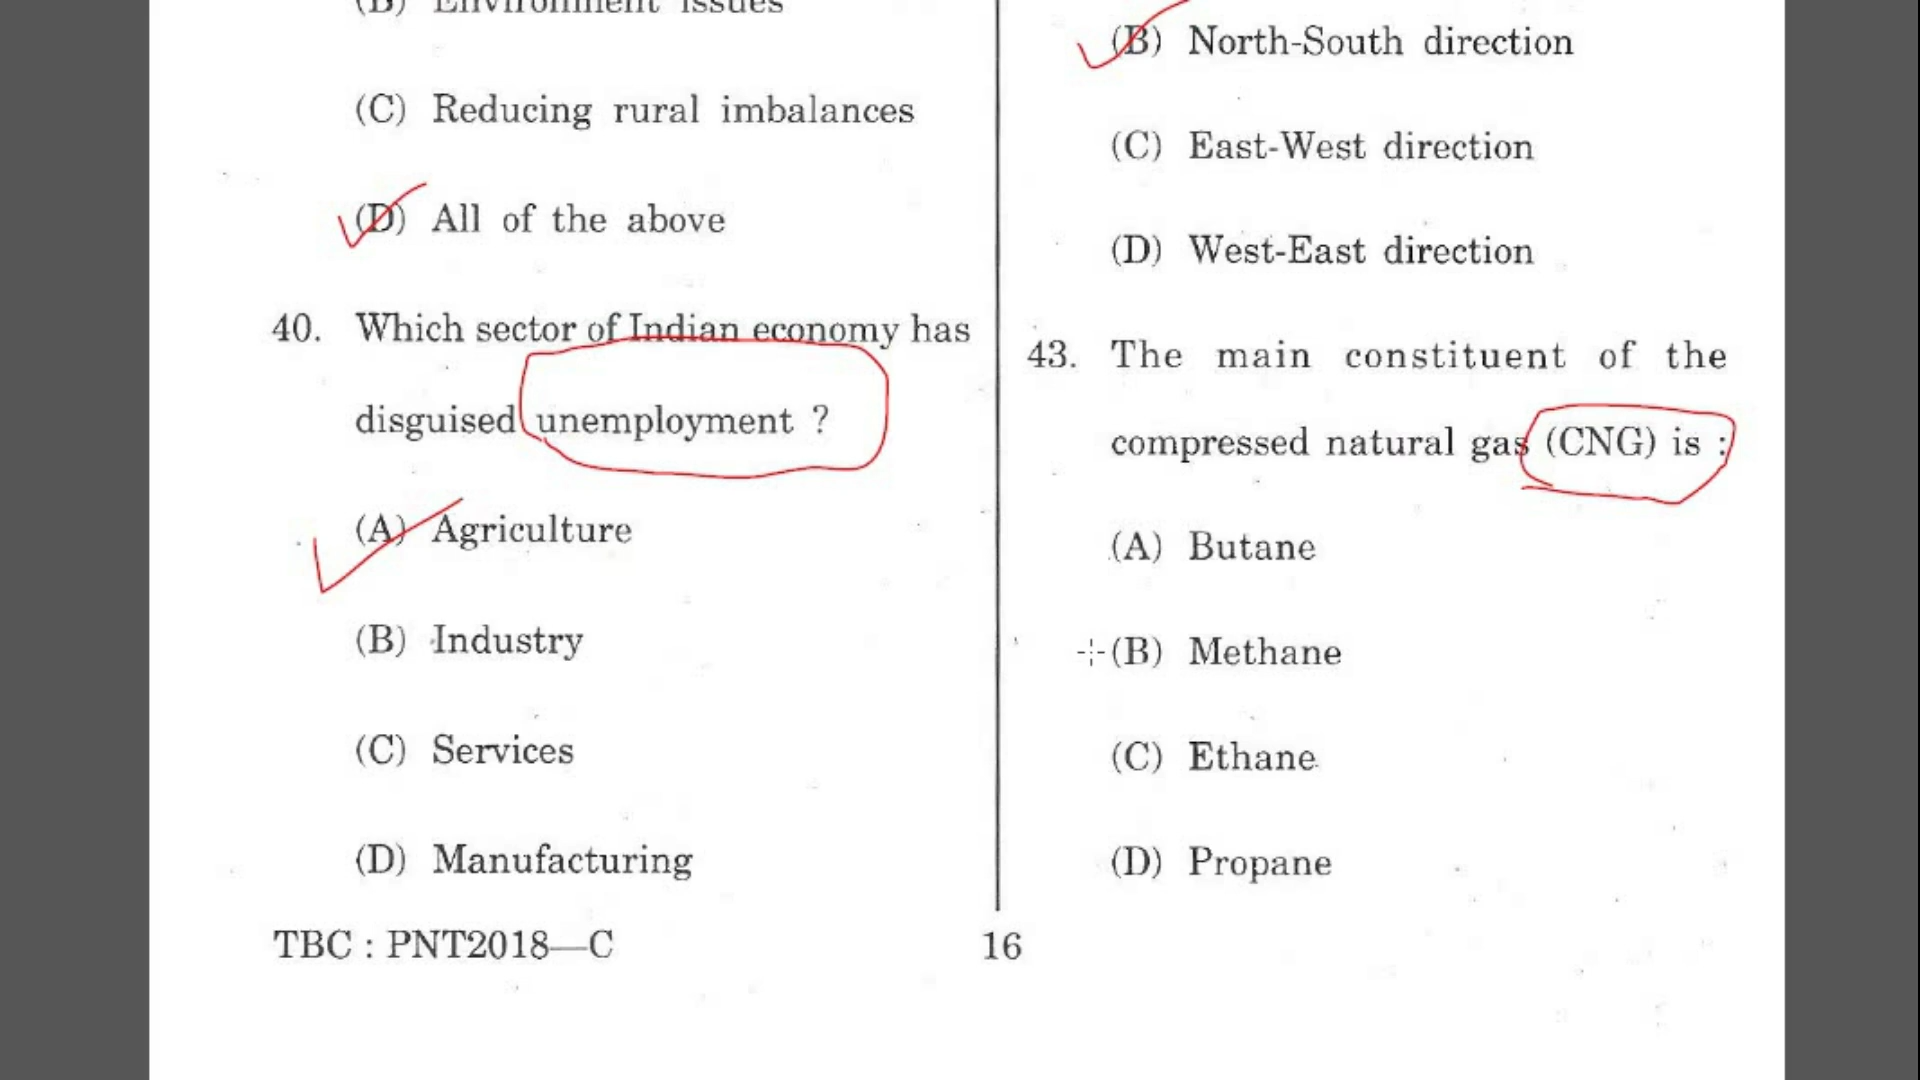 (B) Environment issues
(C) Reducing rural imbalances
(D) All of the above
40. Which sector of Indian economy has
disguised unemployment ?
(A) Agriculture
(B) Industry
(C) Services
(D) Manufacturing
(B) North-South direction
(C) East-West direction
(D) West-East direction
43. The main constituent of the
compressed natural gas (CNG) is :
(A) Butane
(B) Methane
(C) Ethane
(D) Propane
TBC : PNT2018—C
16